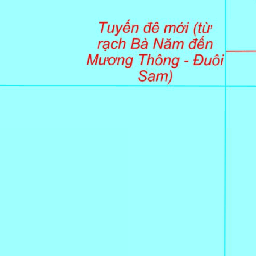 Tuyến đê mới (từ
rạch Bà Năm đến
Mương Thông - Đuôi
Sam)